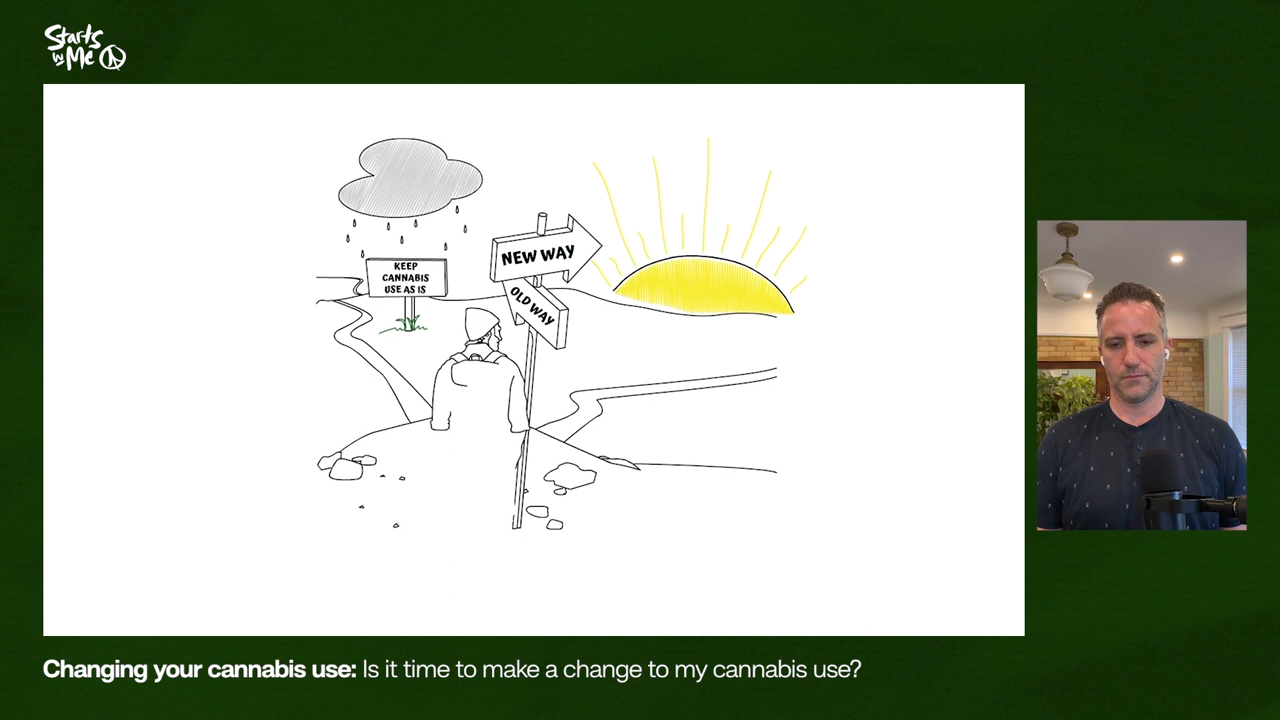 Starts
w Me
KEEP
CANNABIS
USE AS IS
NEW WAY
OLD WAY
Changing your cannabis use: Is it time to make a change to my cannabis use?